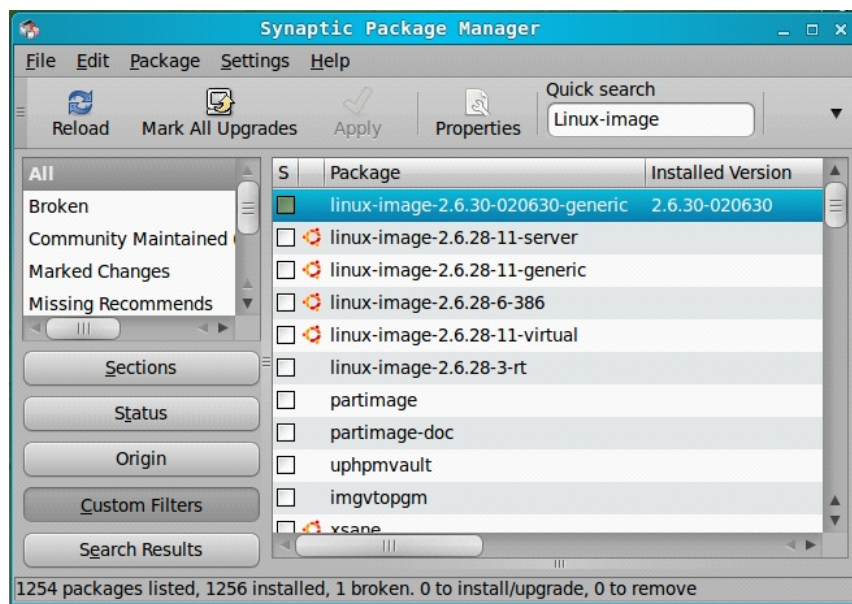 Synaptic Package Manager
File Edit Package Settings Help
Reload
Mark All Upgrades
Apply
Properties
Quick search
Linux-image
All
Broken
Community Maintained
Marked Changes
Missing Recommends
Sections
Status
Origin
Custom Filters
Search Results
S Package Installed Version
linux-image-2.6.30-020630-generic 2.6.30-020630
linux-image-2.6.28-11-server
linux-image-2.6.28-11-generic
linux-image-2.6.28-6-386
linux-image-2.6.28-11-virtual
linux-image-2.6.28-3-rt
partimage
partimage-doc
uphpmvault
imgvtopgm
xsane
1254 packages listed, 1256 installed, 1 broken. 0 to install/upgrade, 0 to remove